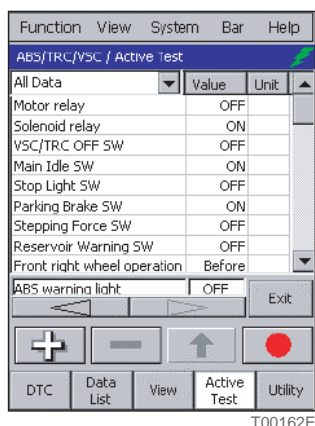 Function View System Bar Help
ABS/TRC/VSC / Active Test
All Data Value Unit
Motor relay OFF
Solenoid relay ON
VSC/TRC OFF SW OFF
Main Idle SW ON
Stop Light SW OFF
Parking Brake SW ON
Stepping Force SW OFF
Reservoir Warning SW OFF
Front right wheel operation Before
ABS warning light OFF
Exit
DTC Data List View Active Test Utility
T00162E